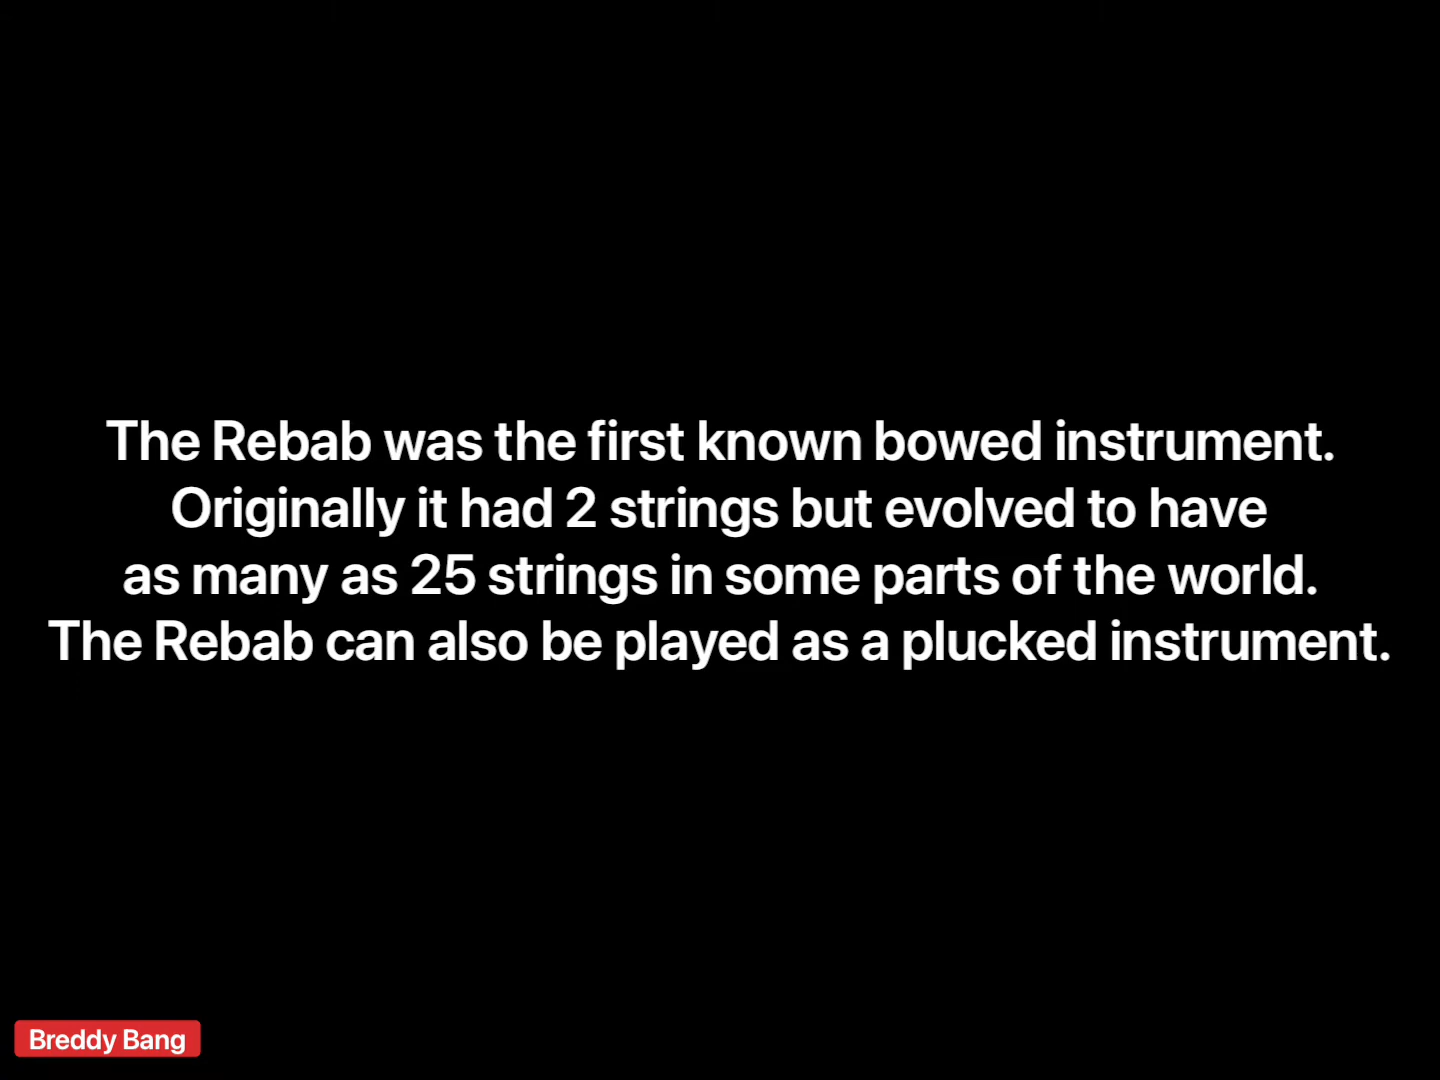 The Rebab was the first known bowed instrument.
Originally it had 2 strings but evolved to have
as many as 25 strings in some parts of the world.
The Rebab can also be played as a plucked instrument.
Breddy Bang